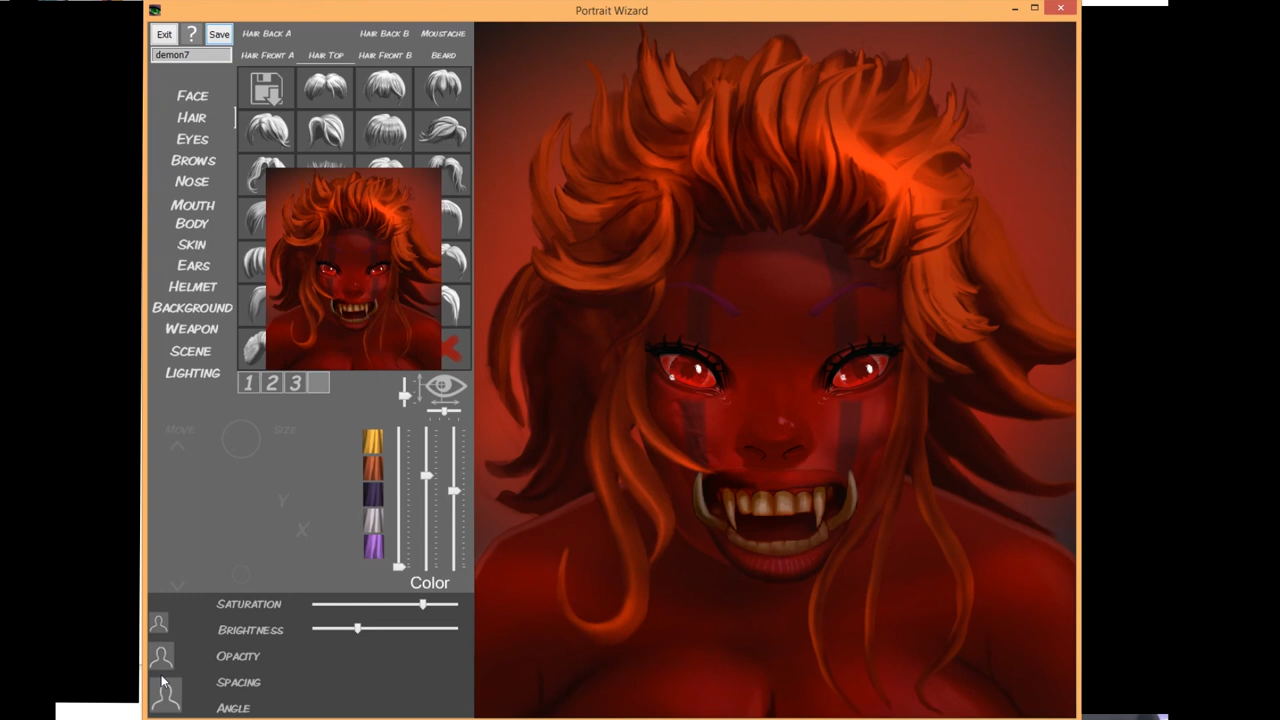 Portrait Wizard
Exit ? Save
demon7
HAIR BACK A HAIR BACK B MOUSTACHE
HAIR FRONT A HAIR TOP HAIR FRONT B BEARD
FACE
HAIR
EYES
BROWS
NOSE
MOUTH
BODY
SKIN
EARS
HELMET
BACKGROUND
WEAPON
SCENE
LIGHTING
1 2 3
MOVE SIZE
Y
X
Color
SATURATION
BRIGHTNESS
OPACITY
SPACING
ANGLE